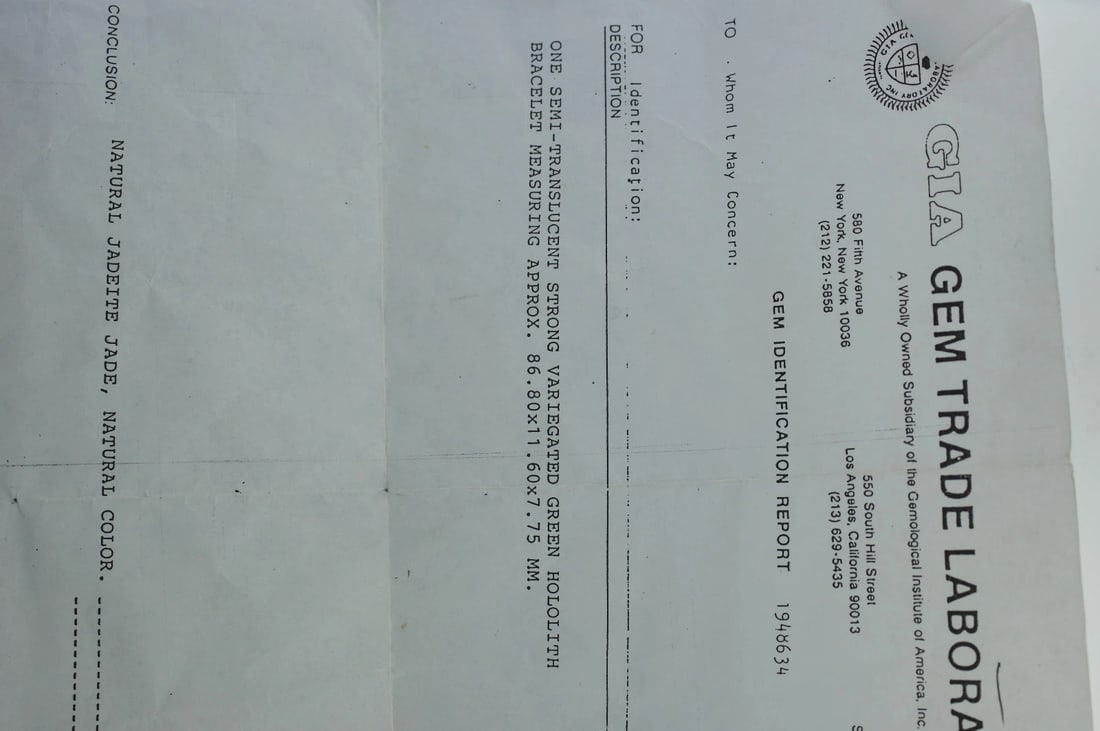 GIA GEM TRADE LABORA
A Wholly Owned Subsidiary of the Gemological Institute of America, Inc.
580 Fifth Avenue
New York, New York 10036
(212) 221-5858
550 South Hill Street
Los Angeles, California 90013
(213) 629-5435
S
GEM IDENTIFICATION REPORT 1948634
TO . Whom It May Concern:
FOR Identification:
DESCRIPTION
ONE SEMI-TRANSLUCENT STRONG VARIEGATED GREEN HOLOLITH
BRACELET MEASURING APPROX. 86.80x11.60x7.75 MM.
CONCLUSION: NATURAL JADEITE JADE, NATURAL COLOR.